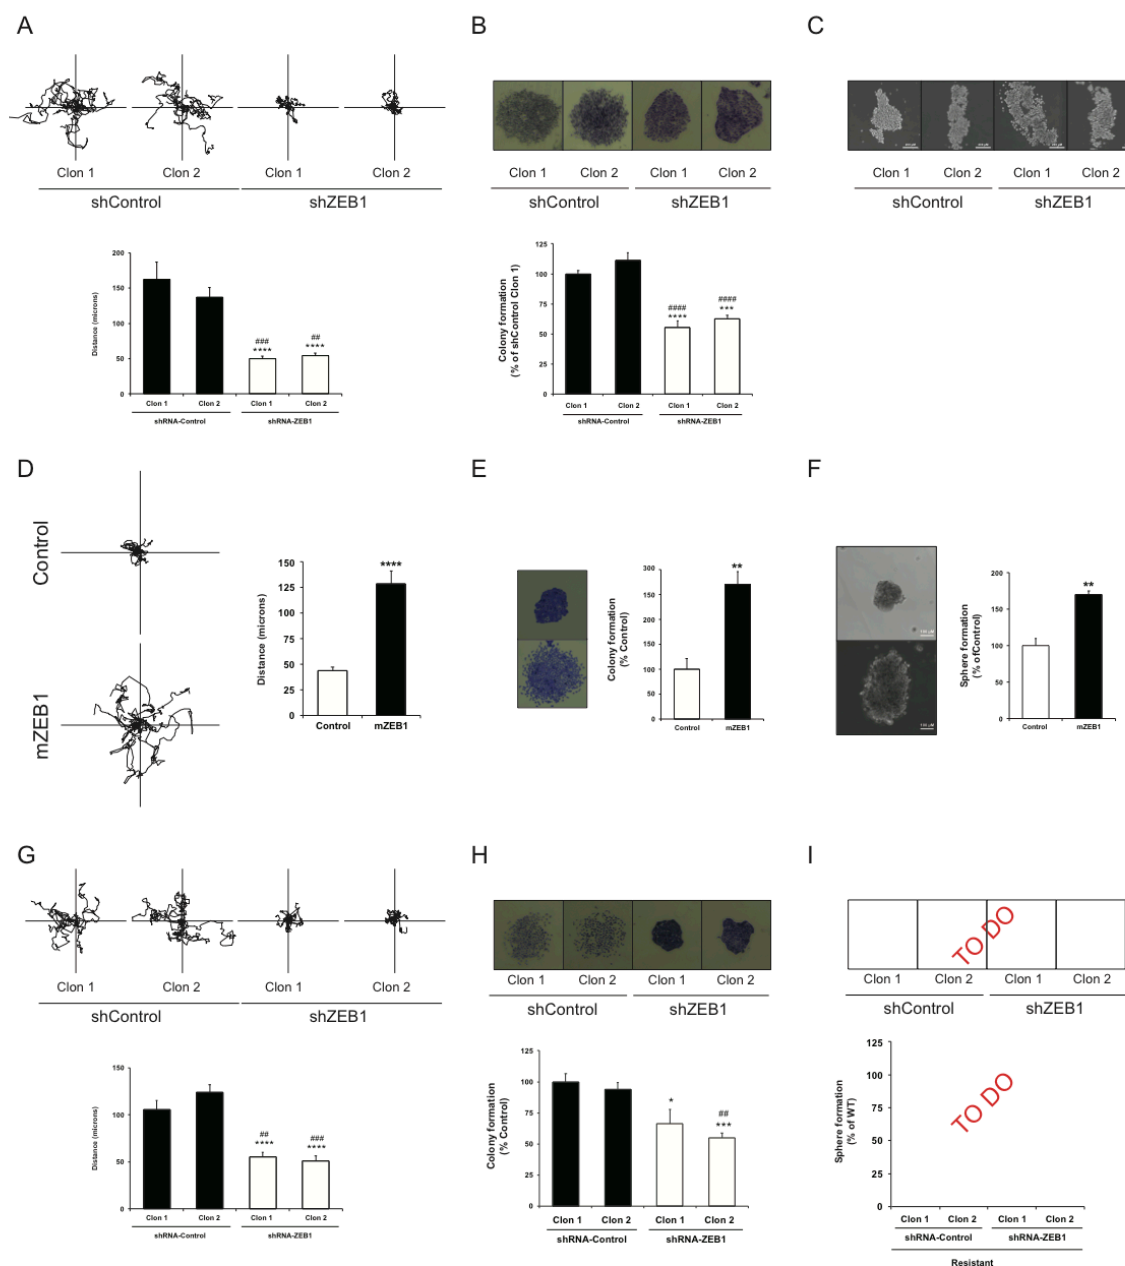 A
B
C
Clon 1 Clon 2 Clon 1 Clon 2
shControl shZEB1
Clon 1 Clon 2 Clon 1 Clon 2
shControl shZEB1
Clon 1 Clon 2 Clon 1 Clon 2
shControl shZEB1
Distance (microns)
200
150
100
50
0
###
****
##
****
Clon 1 Clon 2 Clon 1 Clon 2
shRNA-Control shRNA-ZEB1
Colony formation
(% of shControl Clon 1)
125
100
75
50
25
0
####
****
####
***
Clon 1 Clon 2 Clon 1 Clon 2
shRNA-Control shRNA-ZEB1
D
Control
mZEB1
Distance (microns)
150
125
100
75
50
25
0
****
Control mZEB1
E
Colony formation
(% Control)
300
250
200
150
100
50
0
**
Control mZEB1
F
Sphere formation
(% ofControl)
200
150
100
50
0
**
Control mZEB1
G
Clon 1 Clon 2 Clon 1 Clon 2
shControl shZEB1
Distance (microns)
150
100
50
0
##
****
###
****
Clon 1 Clon 2 Clon 1 Clon 2
shRNA-Control shRNA-ZEB1
H
Clon 1 Clon 2 Clon 1 Clon 2
shControl shZEB1
Colony formation
(% Control)
125
100
75
50
25
0
*
##
***
Clon 1 Clon 2 Clon 1 Clon 2
shRNA-Control shRNA-ZEB1
I
TO DO
Clon 1 Clon 2 Clon 1 Clon 2
shControl shZEB1
Sphere formation
(% of WT)
125
100
75
50
25
0
TO DO
Clon 1 Clon 2 Clon 1 Clon 2
shRNA-Control shRNA-ZEB1
Resistant